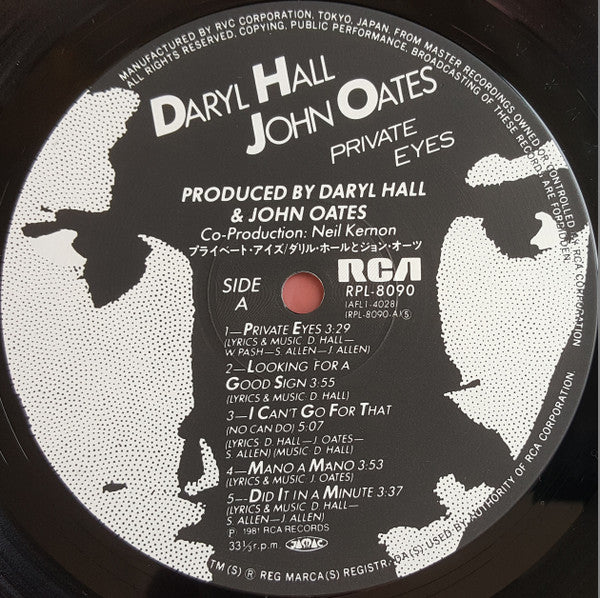 MANUFACTURED BY RVC CORPORATION, TOKYO, JAPAN, FROM MASTER RECORDINGS OWNED OR CONTROLLED BY RCA CORPORATION
ALL RIGHTS RESERVED. COPYING, PUBLIC PERFORMANCE, BROADCASTING OF THESE RECORDS ARE FORBIDDEN
DARYL HALL
JOHN OATES
PRIVATE
EYES
PRODUCED BY DARYL HALL
& JOHN OATES
Co-Production: Neil Kernon
プライベート・アイズ/ダリル・ホールとジョン・オーツ
SIDE
A
RCA
RPL-8090
(AFL1-4028)
(RPL-8090-A)Ⓢ
1—PRIVATE EYES 3:29
(LYRICS & MUSIC D. HALL—
W. PASH—S. ALLEN—J. ALLEN)
2—LOOKING FOR A
GOOD SIGN 3:55
(LYRICS & MUSIC D. HALL)
3—I CAN'T GO FOR THAT
(NO CAN DO) 5:07
(LYRICS D. HALL—J. OATES—
S. ALLEN) (MUSIC D. HALL)
4—MANO A MANO 3:53
(LYRICS & MUSIC J. OATES)
5—DID IT IN A MINUTE 3:37
(LYRICS & MUSIC D. HALL—
S. ALLEN—J. ALLEN)
℗ 1981 RCA RECORDS
33⅓ r.p.m. JASRAC
TM(S) ® REG MARCA(S) REGISTRADA(S) USED BY AUTHORITY OF RCA CORPORATION